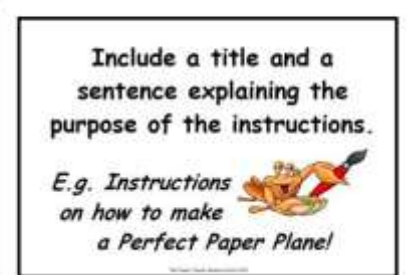 Include a title and a
sentence explaining the
purpose of the instructions.
E.g. Instructions
on how to make
a Perfect Paper Plane!